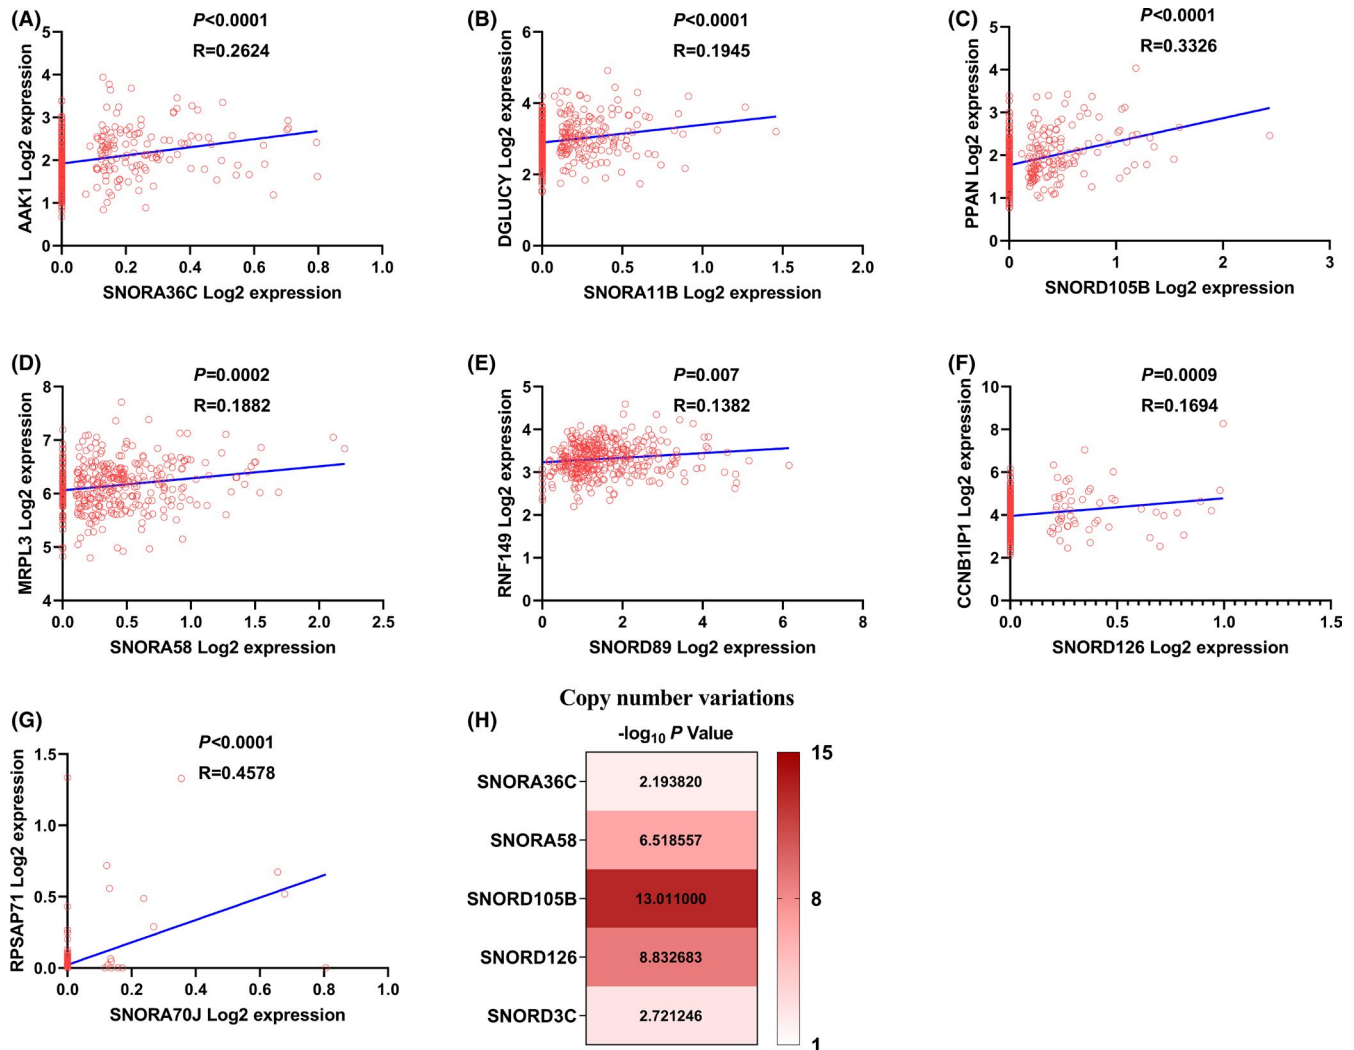 (A)
P<0.0001
R=0.2624
AAK1 Log2 expression
5
4
3
2
1
0
0.0 0.2 0.4 0.6 0.8 1.0
SNORA36C Log2 expression
(B)
P<0.0001
R=0.1945
DGLUCY Log2 expression
6
4
2
0
0.0 0.5 1.0 1.5 2.0
SNORA11B Log2 expression
(C)
P<0.0001
R=0.3326
PPAN Log2 expression
5
4
3
2
1
0
0 1 2 3
SNORD105B Log2 expression
(D)
P=0.0002
R=0.1882
MRPL3 Log2 expression
8
7
6
5
4
0.0 0.5 1.0 1.5 2.0 2.5
SNORA58 Log2 expression
(E)
P=0.007
R=0.1382
RNF149 Log2 expression
5
4
3
2
1
0
0 2 4 6 8
SNORD89 Log2 expression
(F)
P=0.0009
R=0.1694
CCNB1IP1 Log2 expression
10
8
6
4
2
0
0.0 0.5 1.0 1.5
SNORD126 Log2 expression
(G)
P<0.0001
R=0.4578
RPSAP71 Log2 expression
1.5
1.0
0.5
0.0
0.0 0.2 0.4 0.6 0.8 1.0
SNORA70J Log2 expression
Copy number variations
(H)
-log10 P Value
SNORA36C 2.193820
SNORA58 6.518557
SNORD105B 13.011000
SNORD126 8.832683
SNORD3C 2.721246
15
8
1